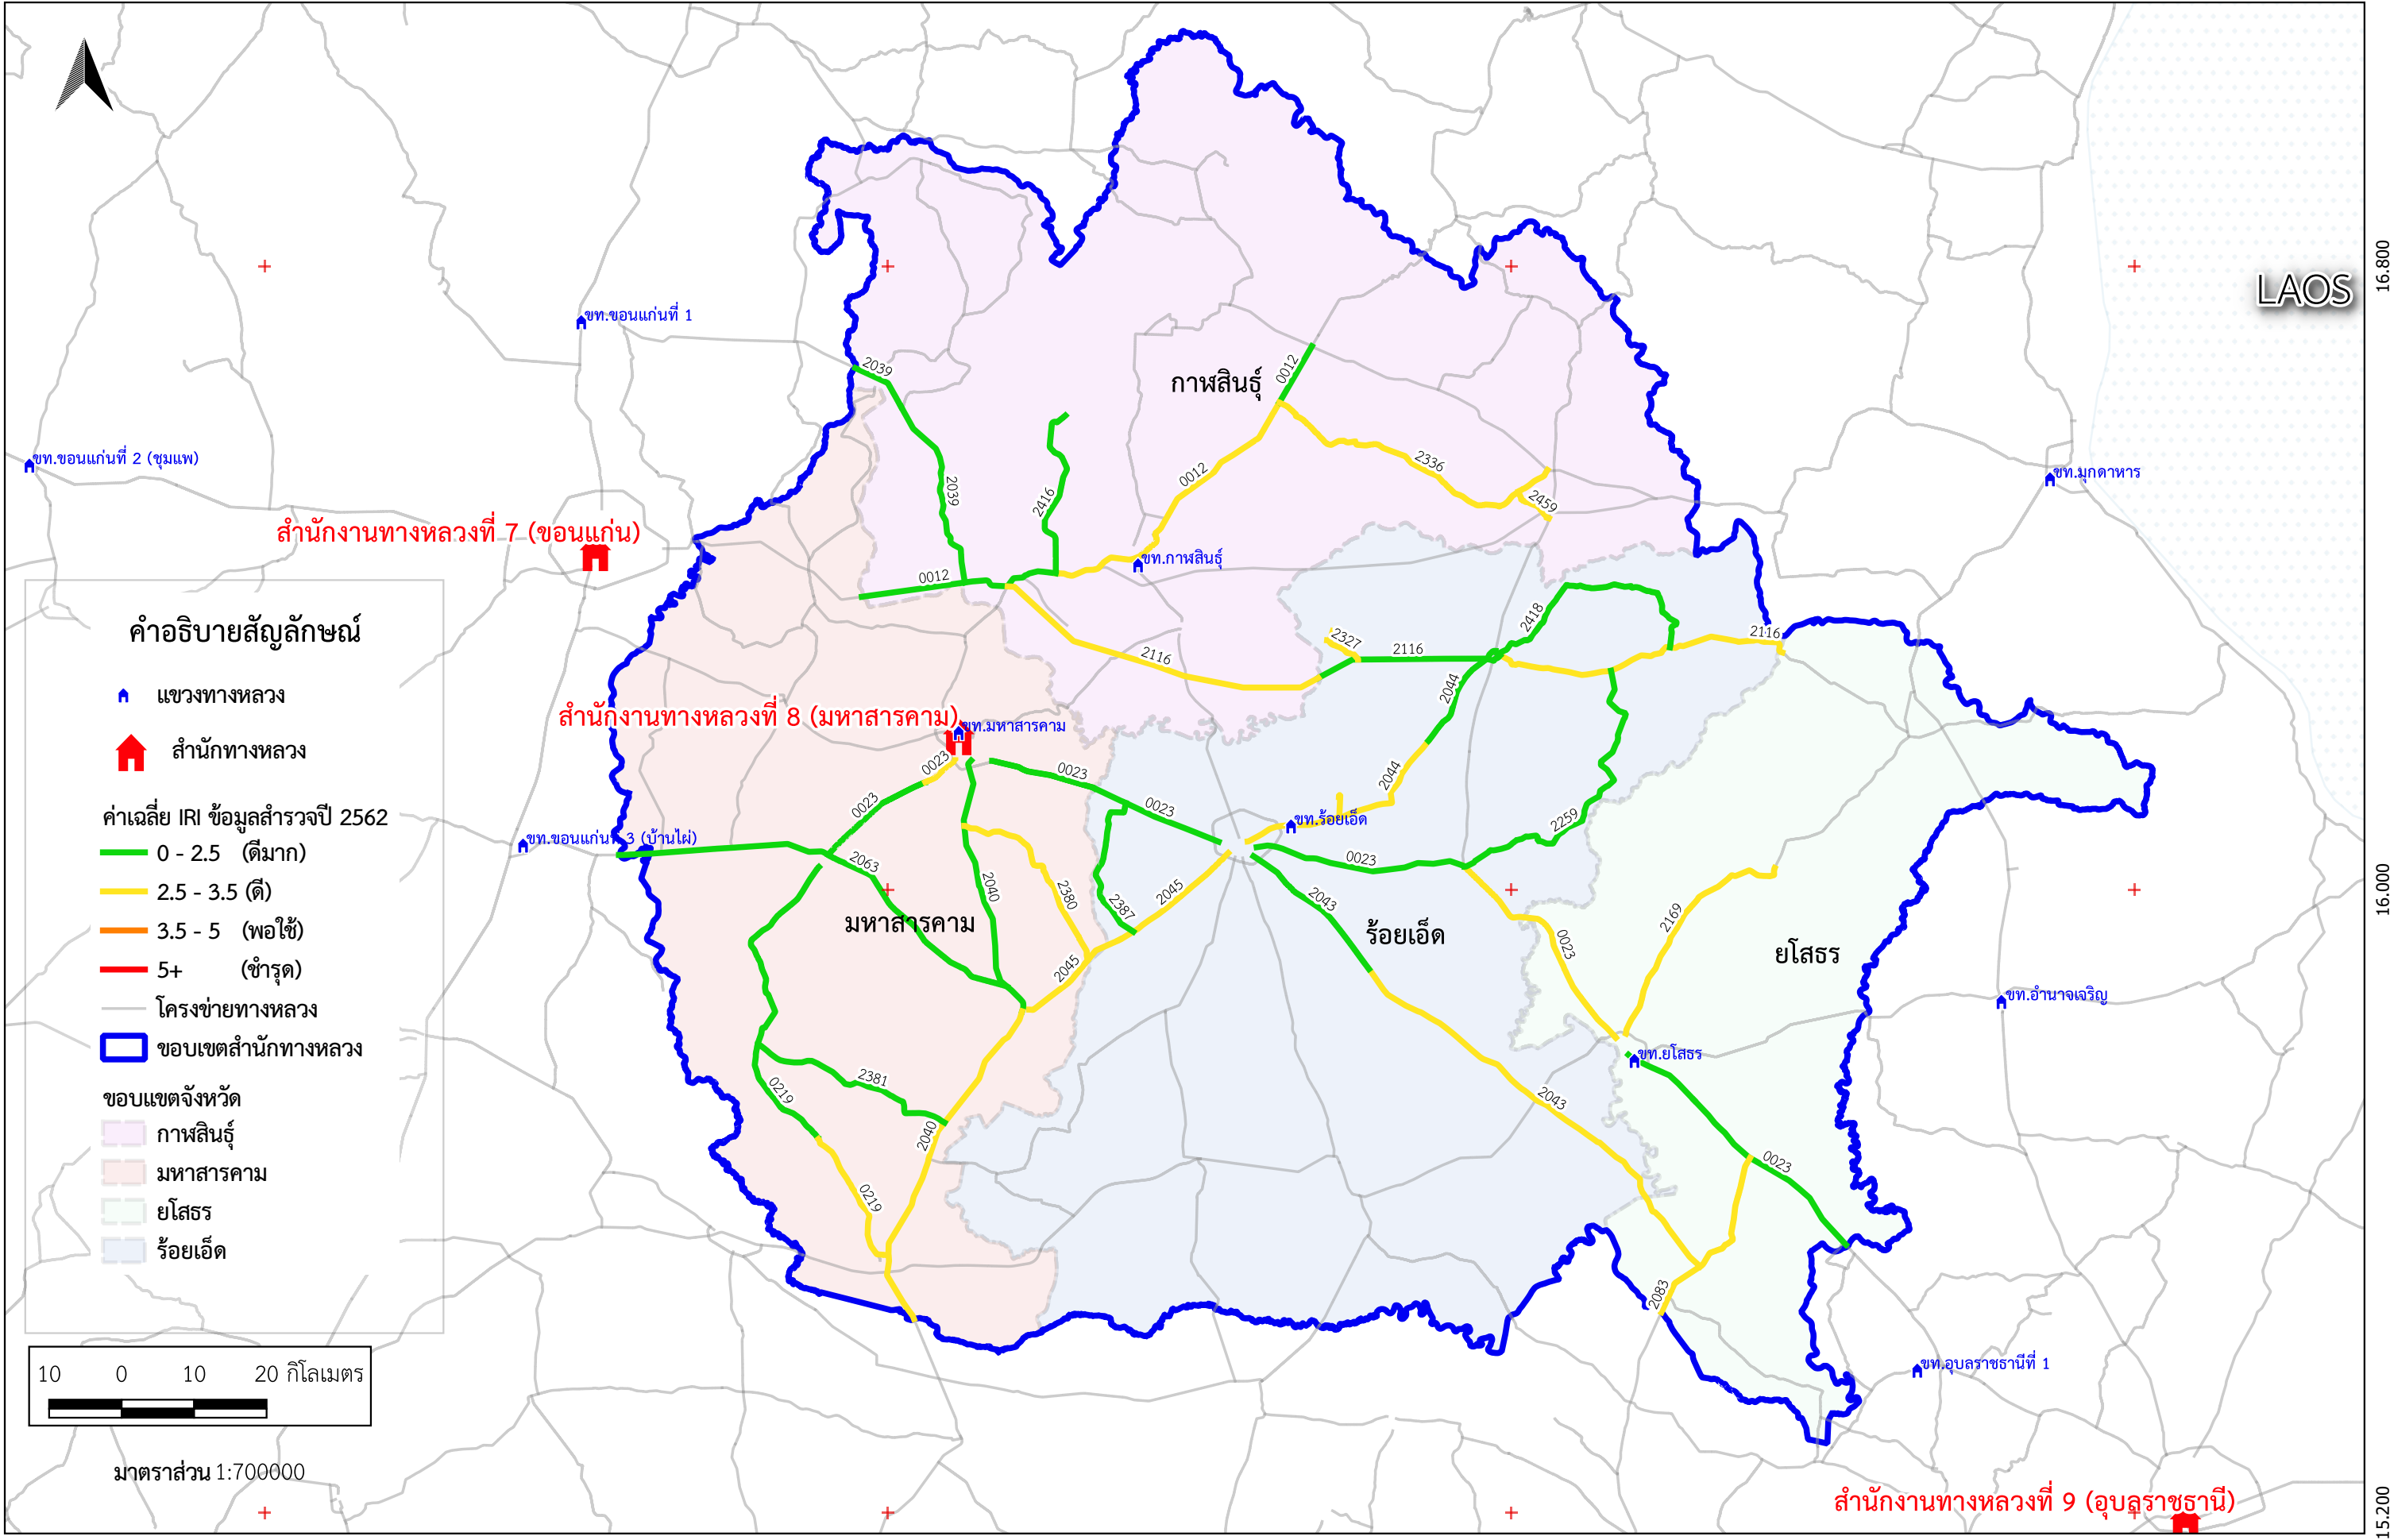 LAOS
16.800
ขท.ขอนแก่นที่ 1
2039
0012
กาฬสินธุ์
ขท.ขอนแก่นที่ 2 (ชุมแพ)
2336
0012
ขท.มุกดาหาร
2039
2416
2459
สำนักงานทางหลวงที่ 7 (ขอนแก่น)
ขท.กาฬสินธุ์
0012
2418
2327
2116
2116
2116
2044
สำนักงานทางหลวงที่ 8 (มหาสารคาม)
ขท.มหาสารคาม
0023
0023
2044
0023
0023
ขท.ร้อยเอ็ด
2259
ขท.ขอนแก่นที่ 3 (บ้านไผ่)
2063
0023
2040
2380
2387
2045
2043
16.000
มหาสารคาม
ร้อยเอ็ด
2169
0023
ยโสธร
2045
ขท.อำนาจเจริญ
ขท.ยโสธร
2381
0219
2043
2040
0023
0219
2083
ขท.อุบลราชธานีที่ 1
สำนักงานทางหลวงที่ 9 (อุบลราชธานี)
15.200
คำอธิบายสัญลักษณ์
แขวงทางหลวง
สำนักทางหลวง
ค่าเฉลี่ย IRI ข้อมูลสำรวจปี 2562
0 - 2.5 (ดีมาก)
2.5 - 3.5 (ดี)
3.5 - 5 (พอใช้)
5+ (ชำรุด)
โครงข่ายทางหลวง
ขอบเขตสำนักทางหลวง
ขอบแขตจังหวัด
กาฬสินธุ์
มหาสารคาม
ยโสธร
ร้อยเอ็ด
10 0 10 20 กิโลเมตร
มาตราส่วน 1:700000